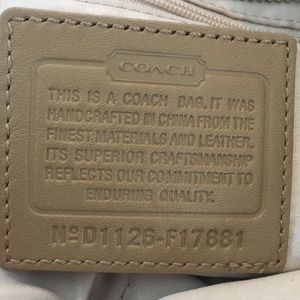 COACH
THIS IS A COACH BAG. IT WAS
HANDCRAFTED IN CHINA FROM THE
FINEST MATERIALS AND LEATHER.
ITS SUPERIOR CRAFTSMANSHIP
REFLECTS OUR COMMITMENT TO
ENDURING QUALITY.
Nº D1126-F17881